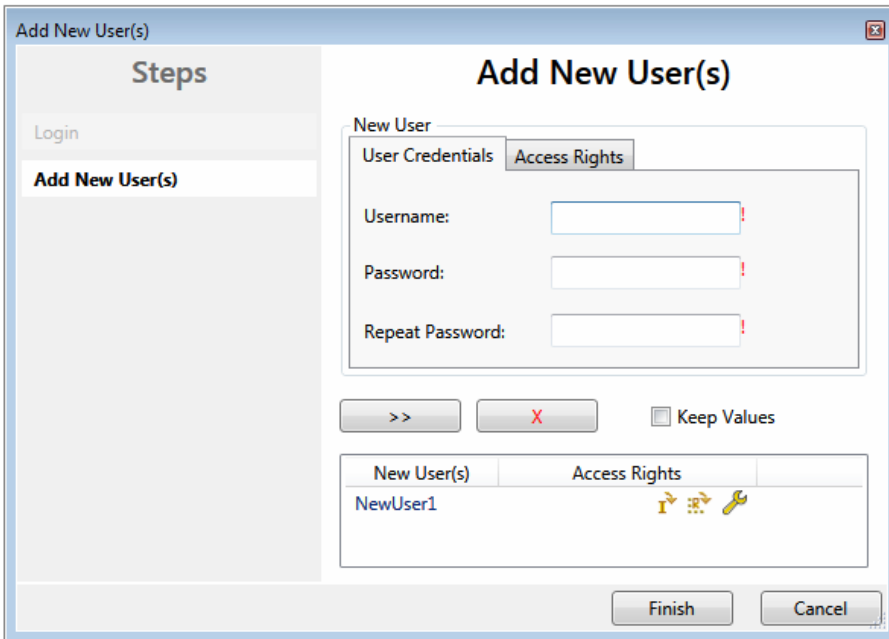 Add New User(s)
Steps
Login
Add New User(s)
Add New User(s)
New User
User Credentials
Access Rights
Username:
!
Password:
!
Repeat Password:
!
>>
X
Keep Values
New User(s)
Access Rights
NewUser1
I
R
Finish
Cancel